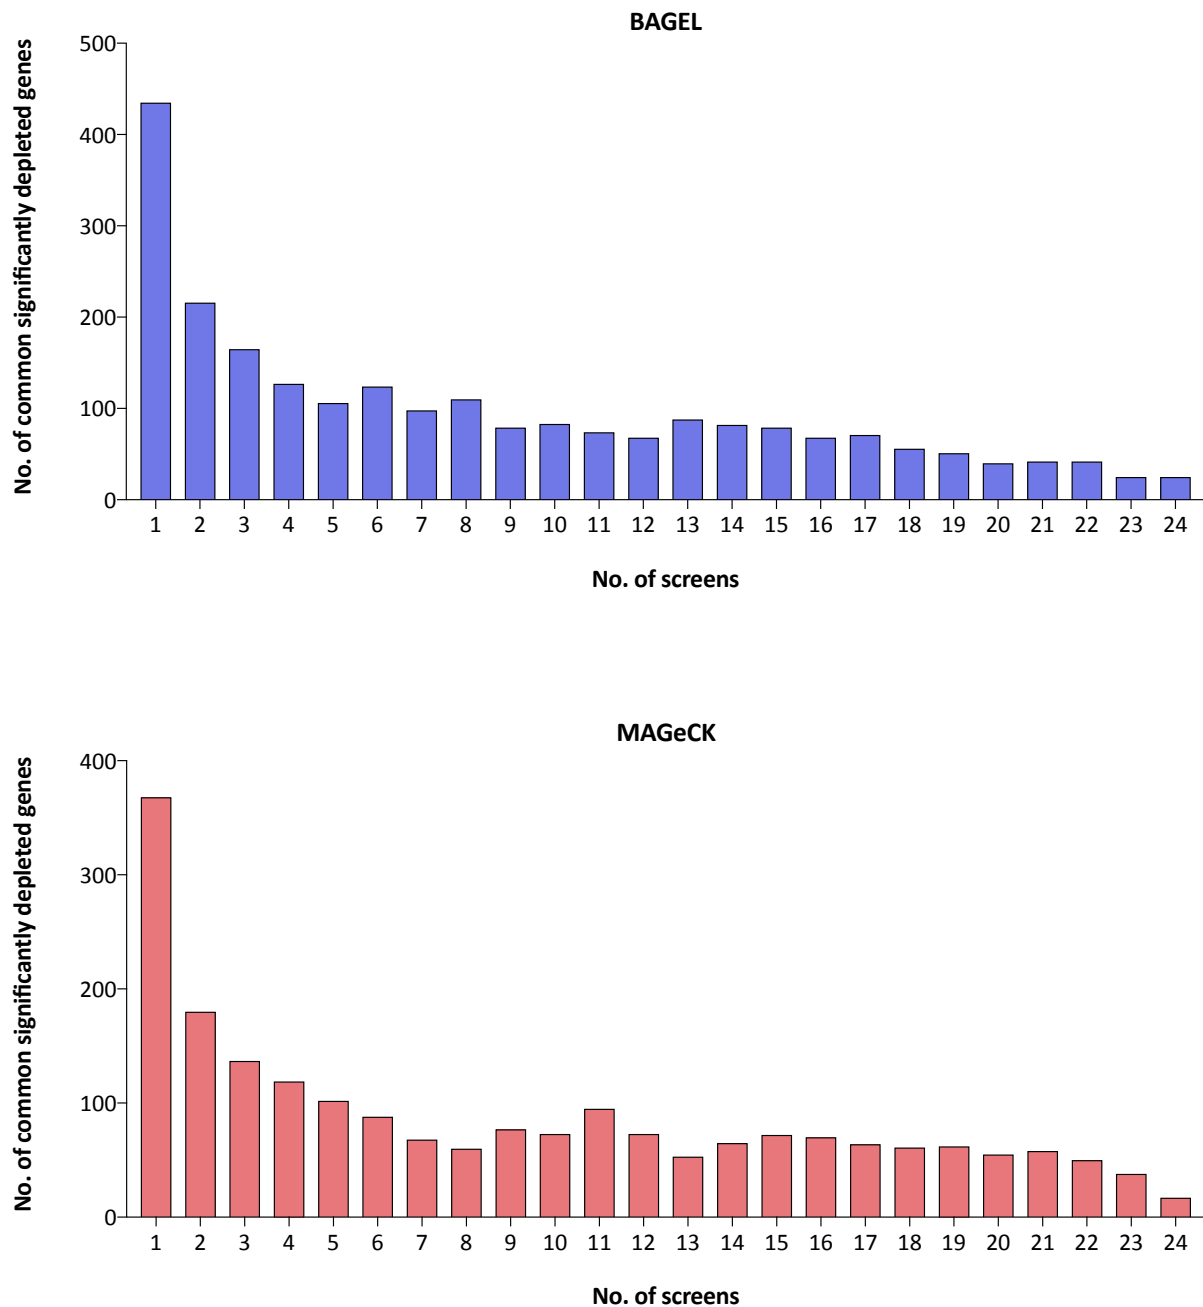 BAGEL
No. of common significantly depleted genes
500
400
300
200
100
0
1 2 3 4 5 6 7 8 9 10 11 12 13 14 15 16 17 18 19 20 21 22 23 24
No. of screens
MAGeCK
No. of common significantly depleted genes
400
300
200
100
0
1 2 3 4 5 6 7 8 9 10 11 12 13 14 15 16 17 18 19 20 21 22 23 24
No. of screens